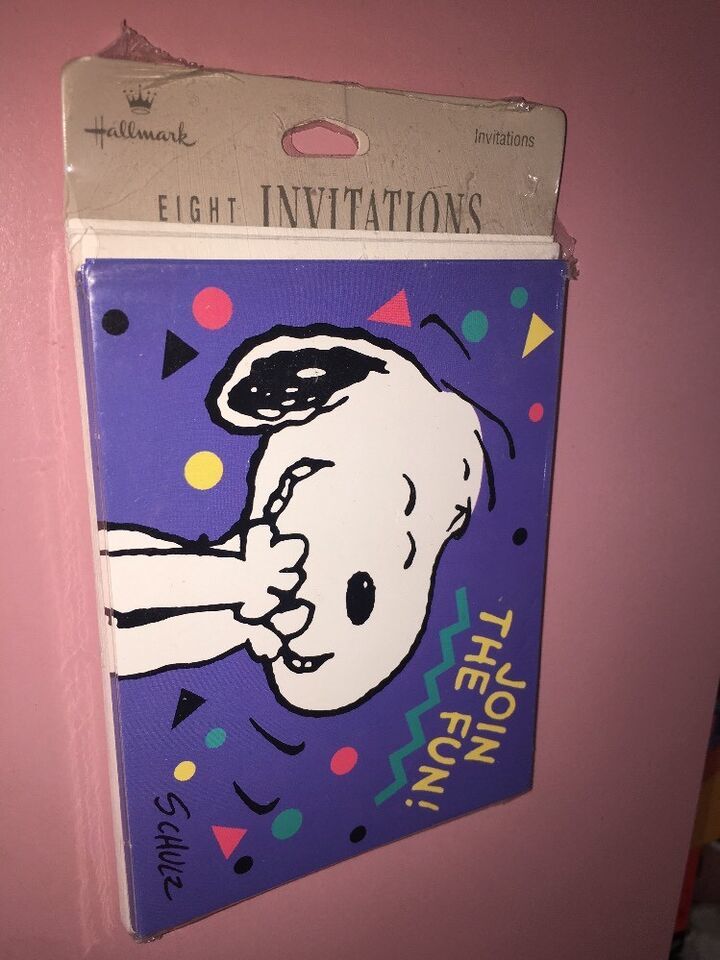 Hallmark
Invitations
EIGHT INVITATIONS
JOIN
THE FUN!
SCHULZ